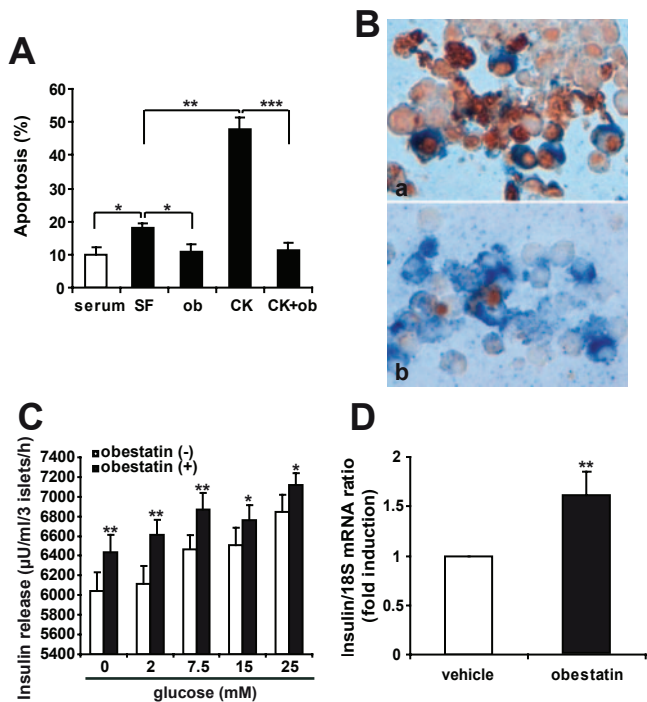 A
Apoptosis (%)
60
50
40
30
20
10
0
* * ** ***
serum SF ob CK CK+ob
B
a
b
C
Insulin release (µU/ml/3 islets/h)
obestatin (-)
obestatin (+)
7400
7200
7000
6800
6600
6400
6200
6000
5800
5600
5400
** ** ** * *
0 2 7.5 15 25
glucose (mM)
D
Insulin/18S mRNA ratio
(fold induction)
2
1.5
1
0.5
0
**
vehicle obestatin